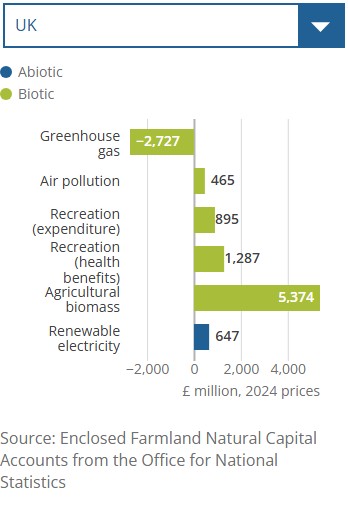 UK
Abiotic
Biotic
Greenhouse
gas
−2,727
Air pollution
465
Recreation
(expenditure)
895
Recreation
(health
benefits)
1,287
Agricultural
biomass
5,374
Renewable
electricity
647
−2,000 0 2,000 4,000
£ million, 2024 prices
Source: Enclosed Farmland Natural Capital
Accounts from the Office for National
Statistics